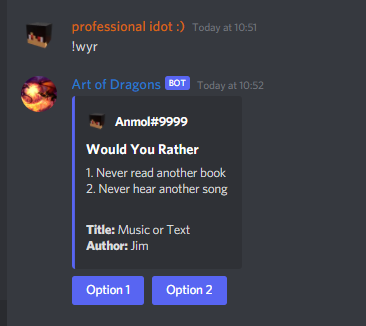 professional idot :) Today at 10:51
!wyr
Art of Dragons BOT Today at 10:52
Anmol#9999
Would You Rather
1. Never read another book
2. Never hear another song
Title: Music or Text
Author: Jim
Option 1 Option 2